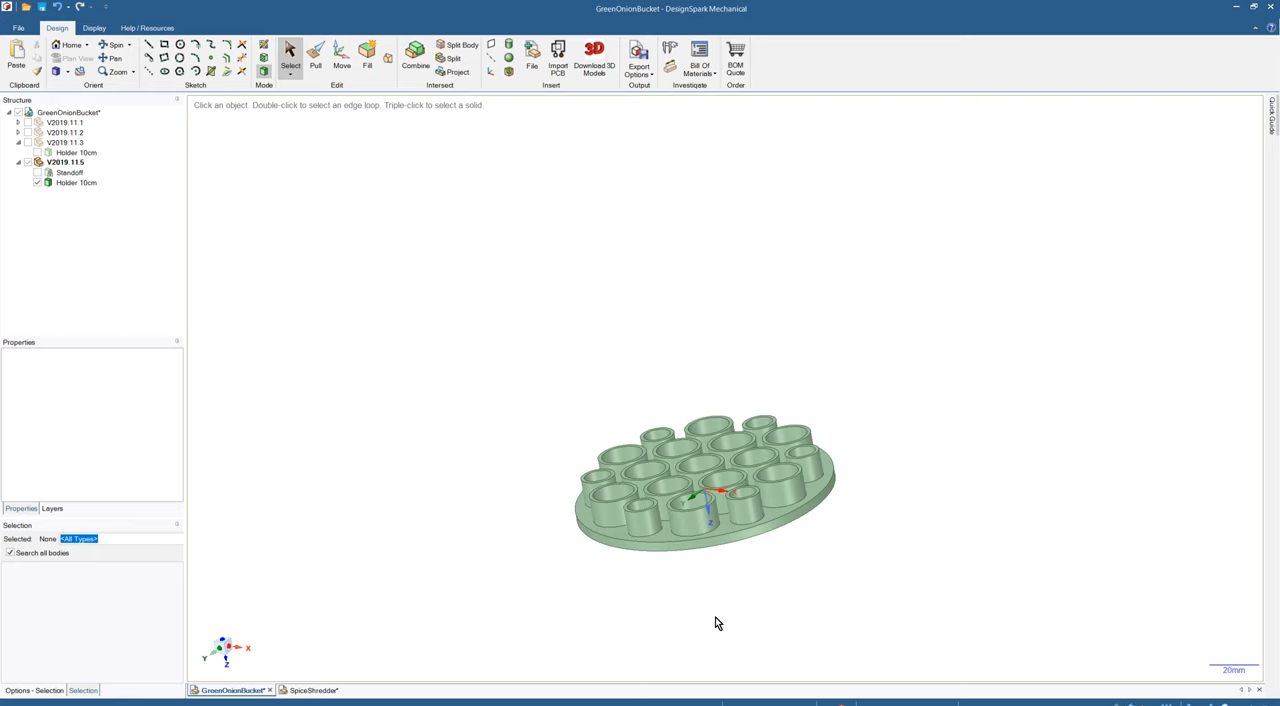 GreenOnionBucket - DesignSpark Mechanical
File Design Display Help / Resources
Home Spin
Plan View Pan
Zoom
Paste
Select Pull Move Fill
Combine
Split Body
Split
Project
File Import PCB Download 3D Models
3D
Export Options
Bill Of Materials
BOM Quote
Clipboard Orient Sketch Mode Edit Intersect Insert Output Investigate Order
Structure
Click an object. Double-click to select an edge loop. Triple-click to select a solid
Quick Guide
GreenOnionBucket*
V2019.11.1
V2019.11.2
V2019.11.3
Holder 10cm
V2019.11.5
Standoff
Holder 10cm
Properties
X
Y
Z
Properties Layers
Selection
Selected: None <All Types>
Search all bodies
X
Y
Z
20mm
Options - Selection Selection
GreenOnionBucket* SpiceShredder*